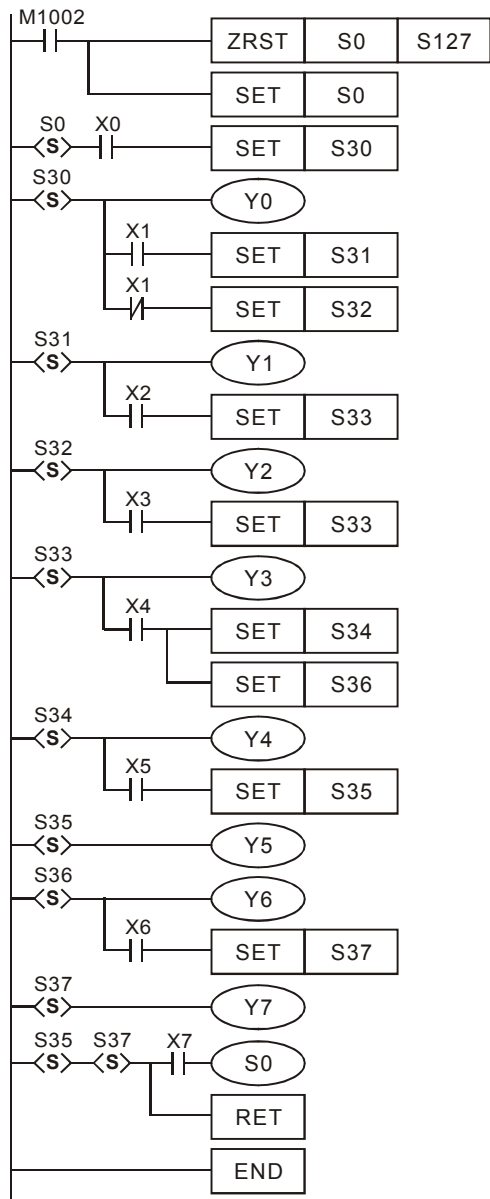 M1002
ZRST S0 S127
SET S0
S0 X0
S SET S30
S30
S Y0
X1
SET S31
X1
SET S32
S31
S Y1
X2
SET S33
S32
S Y2
X3
SET S33
S33
S Y3
X4
SET S34
SET S36
S34
S Y4
X5
SET S35
S35
S Y5
S36
S Y6
X6
SET S37
S37
S Y7
S35 S37 X7
S S S0
RET
END